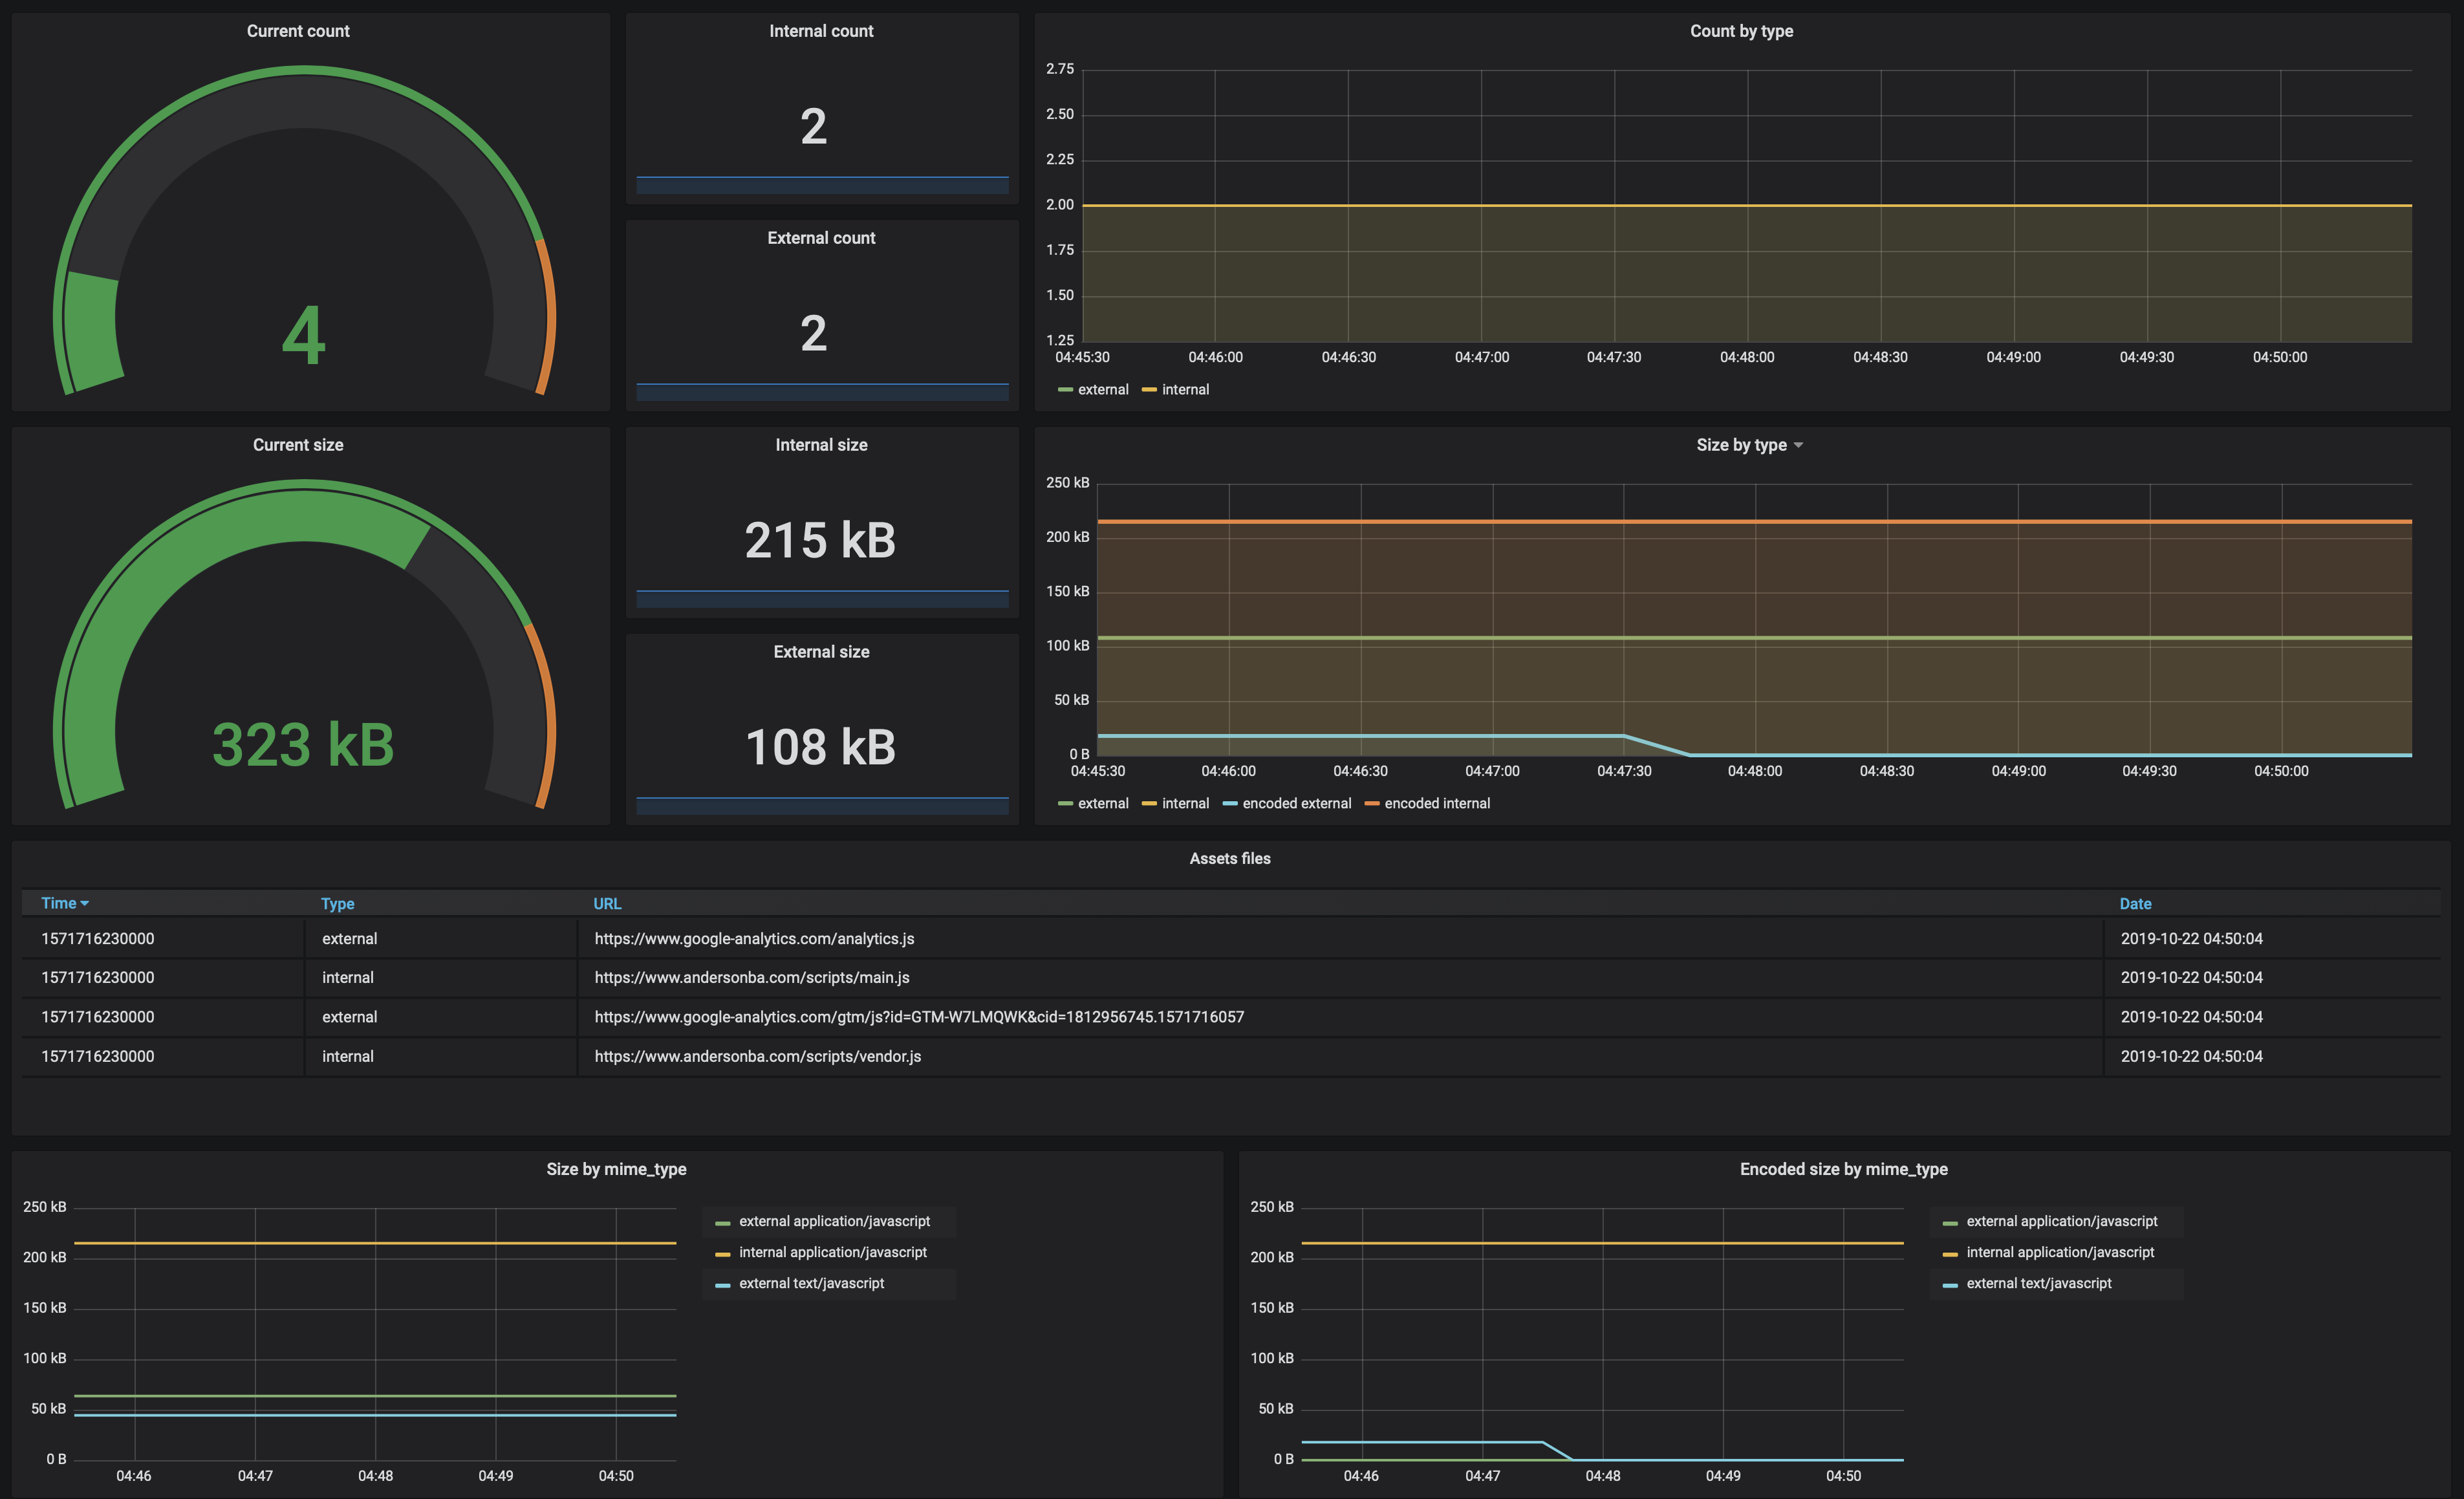 Current count
4
Internal count
2
External count
2
Count by type
2.75
2.50
2.25
2.00
1.75
1.50
1.25
04:45:30 04:46:00 04:46:30 04:47:00 04:47:30 04:48:00 04:48:30 04:49:00 04:49:30 04:50:00
external internal
Current size
323 kB
Internal size
215 kB
External size
108 kB
Size by type
250 kB
200 kB
150 kB
100 kB
50 kB
0 B
04:45:30 04:46:00 04:46:30 04:47:00 04:47:30 04:48:00 04:48:30 04:49:00 04:49:30 04:50:00
external internal encoded external encoded internal
Assets files
Time Type URL Date
1571716230000 external https://www.google-analytics.com/analytics.js 2019-10-22 04:50:04
1571716230000 internal https://www.andersonba.com/scripts/main.js 2019-10-22 04:50:04
1571716230000 external https://www.google-analytics.com/gtm/js?id=GTM-W7LMQWK&cid=1812956745.1571716057 2019-10-22 04:50:04
1571716230000 internal https://www.andersonba.com/scripts/vendor.js 2019-10-22 04:50:04
Size by mime_type
250 kB
200 kB
150 kB
100 kB
50 kB
0 B
04:46 04:47 04:48 04:49 04:50
external application/javascript
internal application/javascript
external text/javascript
Encoded size by mime_type
250 kB
200 kB
150 kB
100 kB
50 kB
0 B
04:46 04:47 04:48 04:49 04:50
external application/javascript
internal application/javascript
external text/javascript